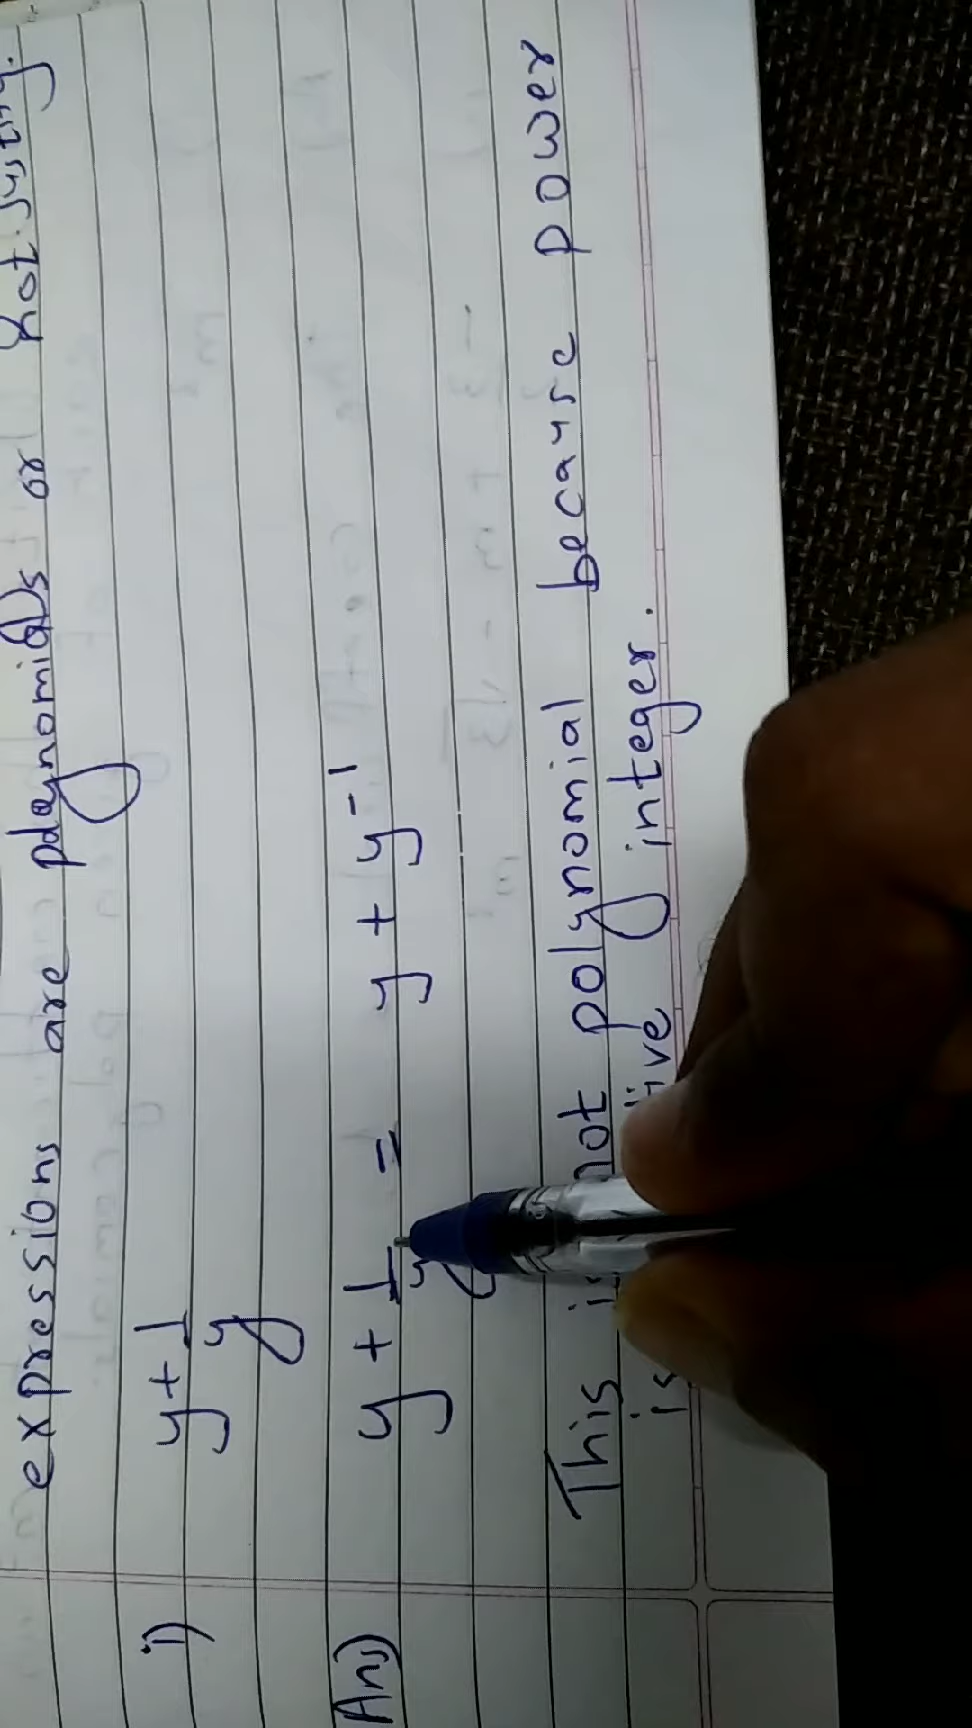 expressions are polynomials or not. justify.
i) y + 1/y
Ans) y + 1/y = y + y⁻¹
This is not polynomial because power
is integer.